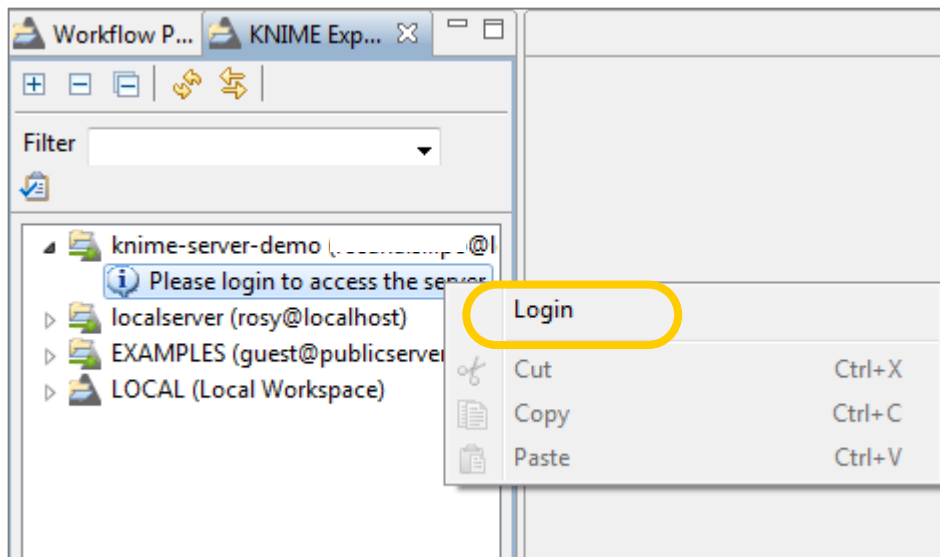 Workflow P... KNIME Exp...
Filter
knime-server-demo (
Please login to access the server
localserver (rosy@localhost)
EXAMPLES (guest@publicserver
LOCAL (Local Workspace)
Login
Cut Ctrl+X
Copy Ctrl+C
Paste Ctrl+V